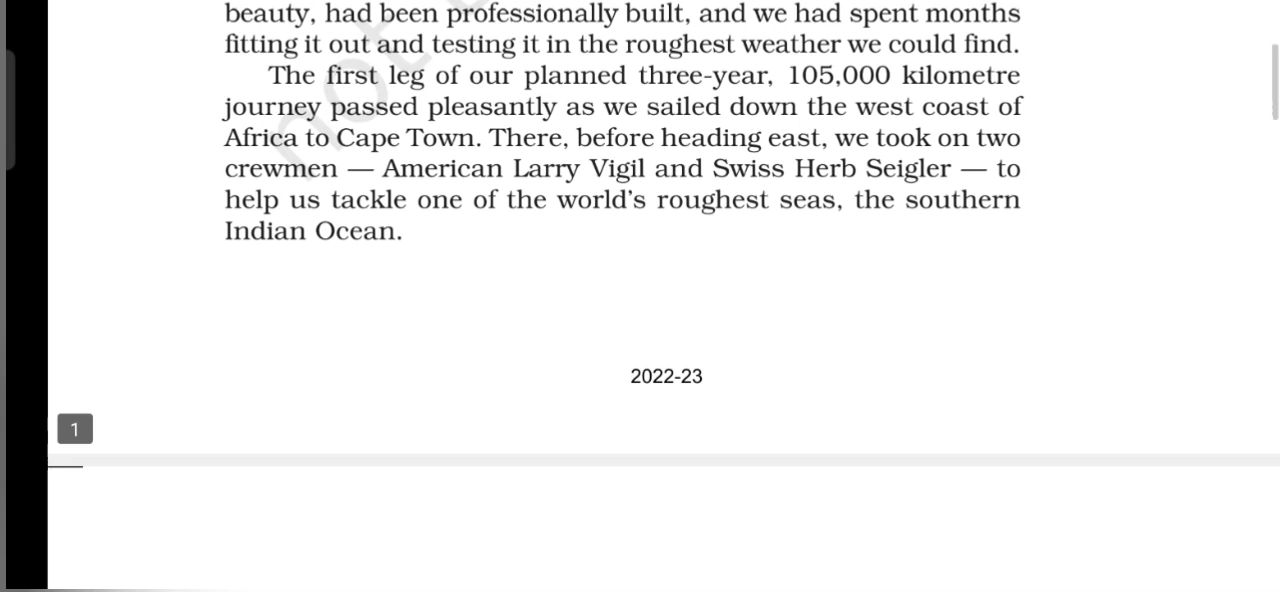 beauty, had been professionally built, and we had spent months
fitting it out and testing it in the roughest weather we could find.
The first leg of our planned three-year, 105,000 kilometre
journey passed pleasantly as we sailed down the west coast of
Africa to Cape Town. There, before heading east, we took on two
crewmen — American Larry Vigil and Swiss Herb Seigler — to
help us tackle one of the world’s roughest seas, the southern
Indian Ocean.
2022-23
1